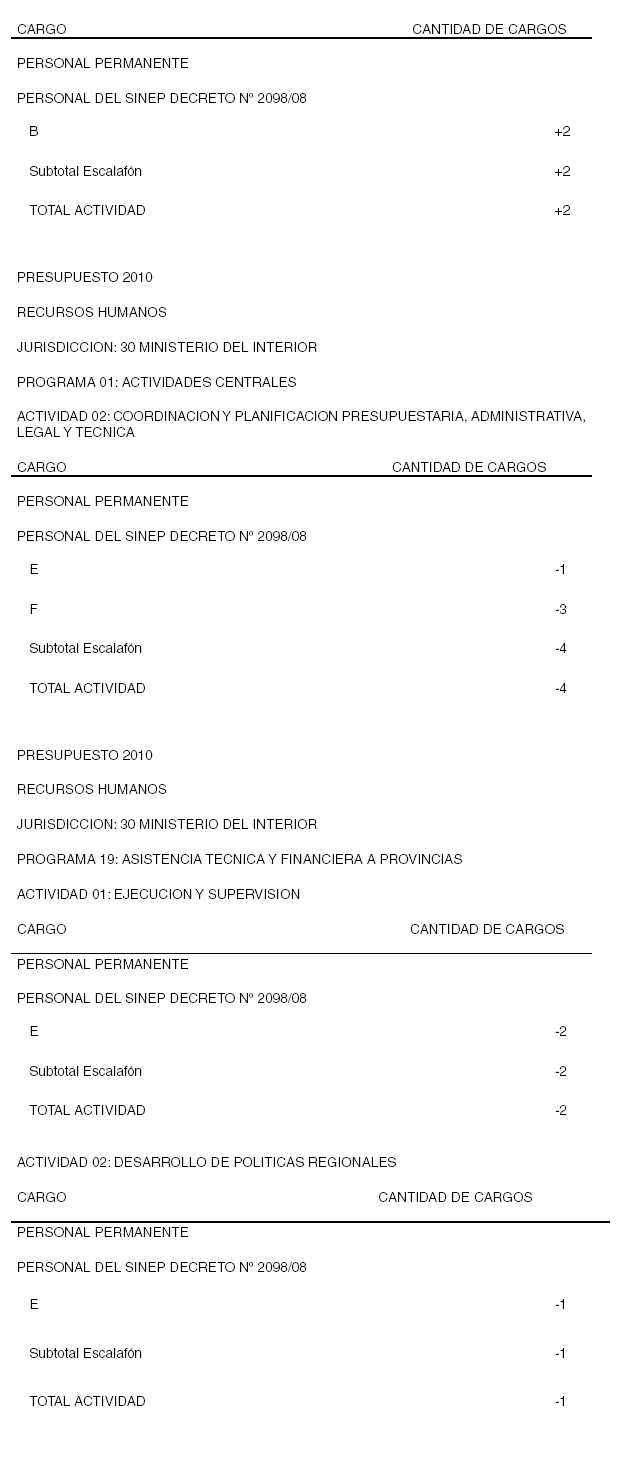 CARGO CANTIDAD DE CARGOS
PERSONAL PERMANENTE
PERSONAL DEL SINEP DECRETO Nº 2098/08
B +2
Subtotal Escalafón +2
TOTAL ACTIVIDAD +2
PRESUPUESTO 2010
RECURSOS HUMANOS
JURISDICCION: 30 MINISTERIO DEL INTERIOR
PROGRAMA 01: ACTIVIDADES CENTRALES
ACTIVIDAD 02: COORDINACION Y PLANIFICACION PRESUPUESTARIA, ADMINISTRATIVA,
LEGAL Y TECNICA
CARGO CANTIDAD DE CARGOS
PERSONAL PERMANENTE
PERSONAL DEL SINEP DECRETO Nº 2098/08
E -1
F -3
Subtotal Escalafón -4
TOTAL ACTIVIDAD -4
PRESUPUESTO 2010
RECURSOS HUMANOS
JURISDICCION: 30 MINISTERIO DEL INTERIOR
PROGRAMA 19: ASISTENCIA TECNICA Y FINANCIERA A PROVINCIAS
ACTIVIDAD 01: EJECUCION Y SUPERVISION
CARGO CANTIDAD DE CARGOS
PERSONAL PERMANENTE
PERSONAL DEL SINEP DECRETO Nº 2098/08
E -2
Subtotal Escalafón -2
TOTAL ACTIVIDAD -2
ACTIVIDAD 02: DESARROLLO DE POLITICAS REGIONALES
CARGO CANTIDAD DE CARGOS
PERSONAL PERMANENTE
PERSONAL DEL SINEP DECRETO Nº 2098/08
E -1
Subtotal Escalafón -1
TOTAL ACTIVIDAD -1